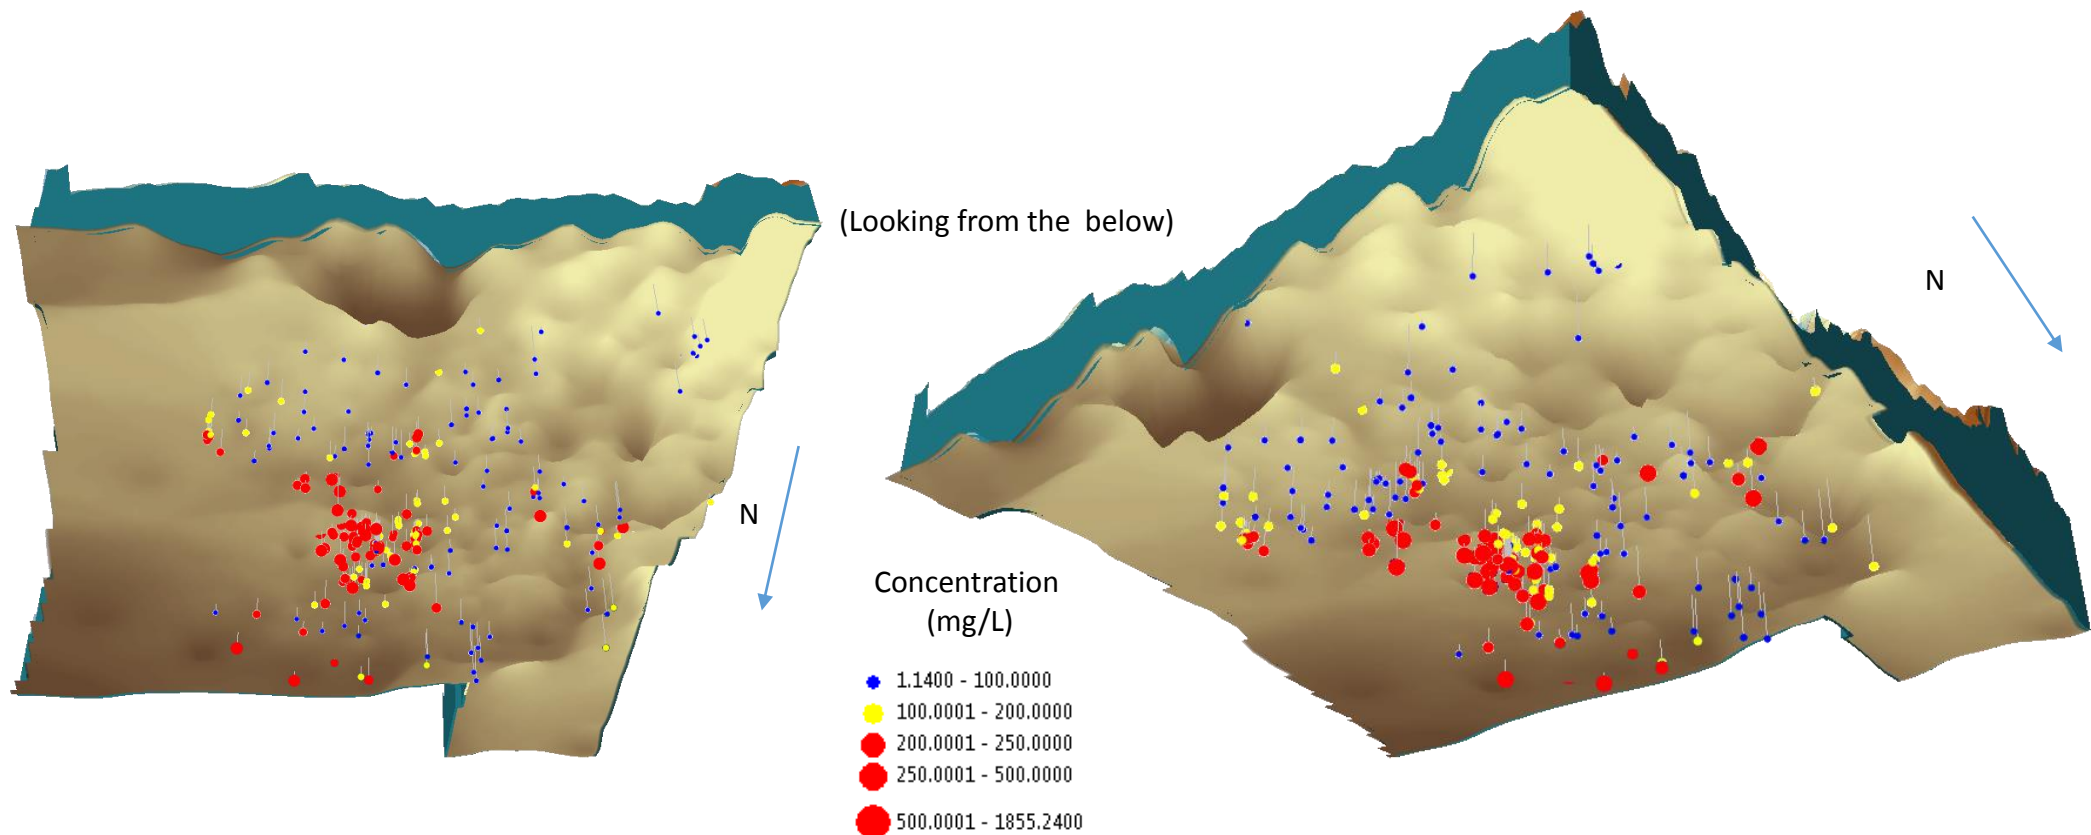 (Looking from the below)
N
N
Concentration
(mg/L)
1.1400 - 100.0000
100.0001 - 200.0000
200.0001 - 250.0000
250.0001 - 500.0000
500.0001 - 1855.2400